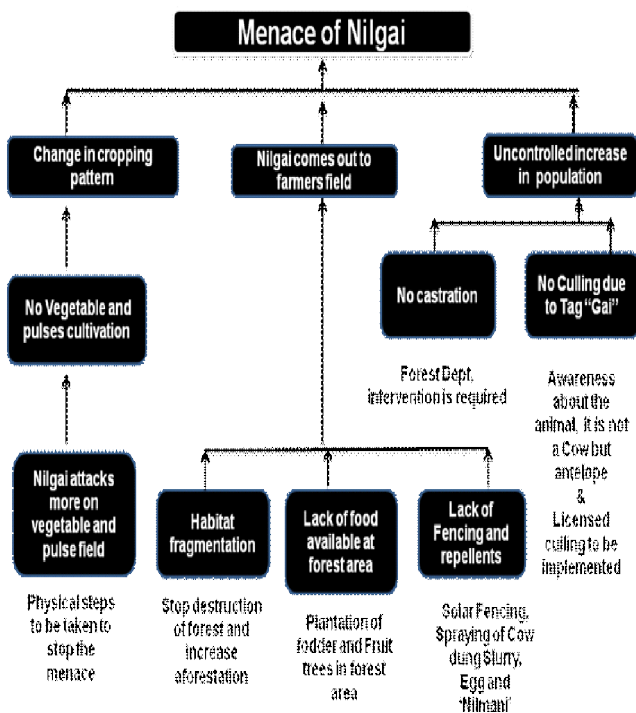 Menace of Nilgai
Change in cropping
pattern
Nilgai comes out to
farmers field
Uncontrolled increase
in population
No Vegetable and
pulses cultivation
No castration
No Culling due
to Tag "Gai"
Forest Dept,
intervention is required
Awareness
about the
animal, it is not
a Cow but
antelope
&
Licensed
culling to be
implemented
Nilgai attacks
more on
vegetable and
pulse field
Habitat
fragmentation
Lack of food
available at
forest area
Lack of
Fencing and
repellents
Physical steps
to be taken to
stop the
menace
Stop destruction
of forest and
increase
aforestation
Plantation of
fodder and Fruit
trees in forest
area
Solar Fencing,
Spraying of Cow
dung Slurry,
Egg and
'Nilmani'